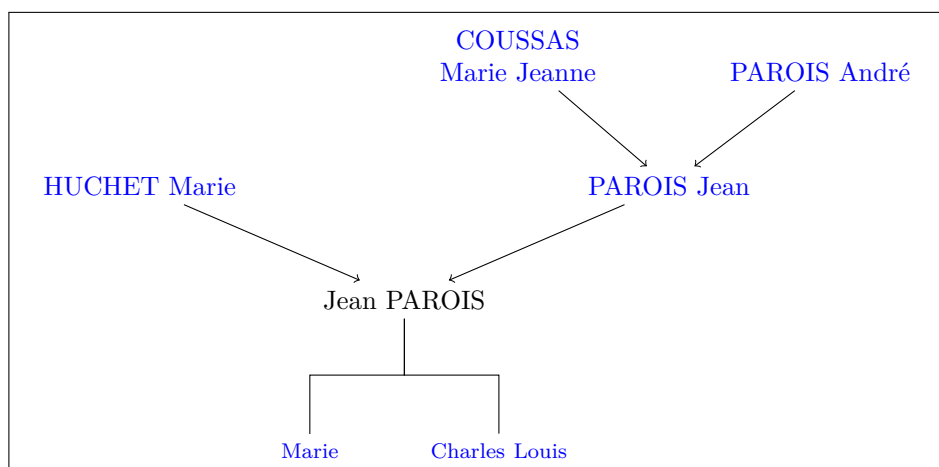 COUSSAS
Marie Jeanne
PAROIS André
HUCHET Marie
PAROIS Jean
Jean PAROIS
Marie
Charles Louis